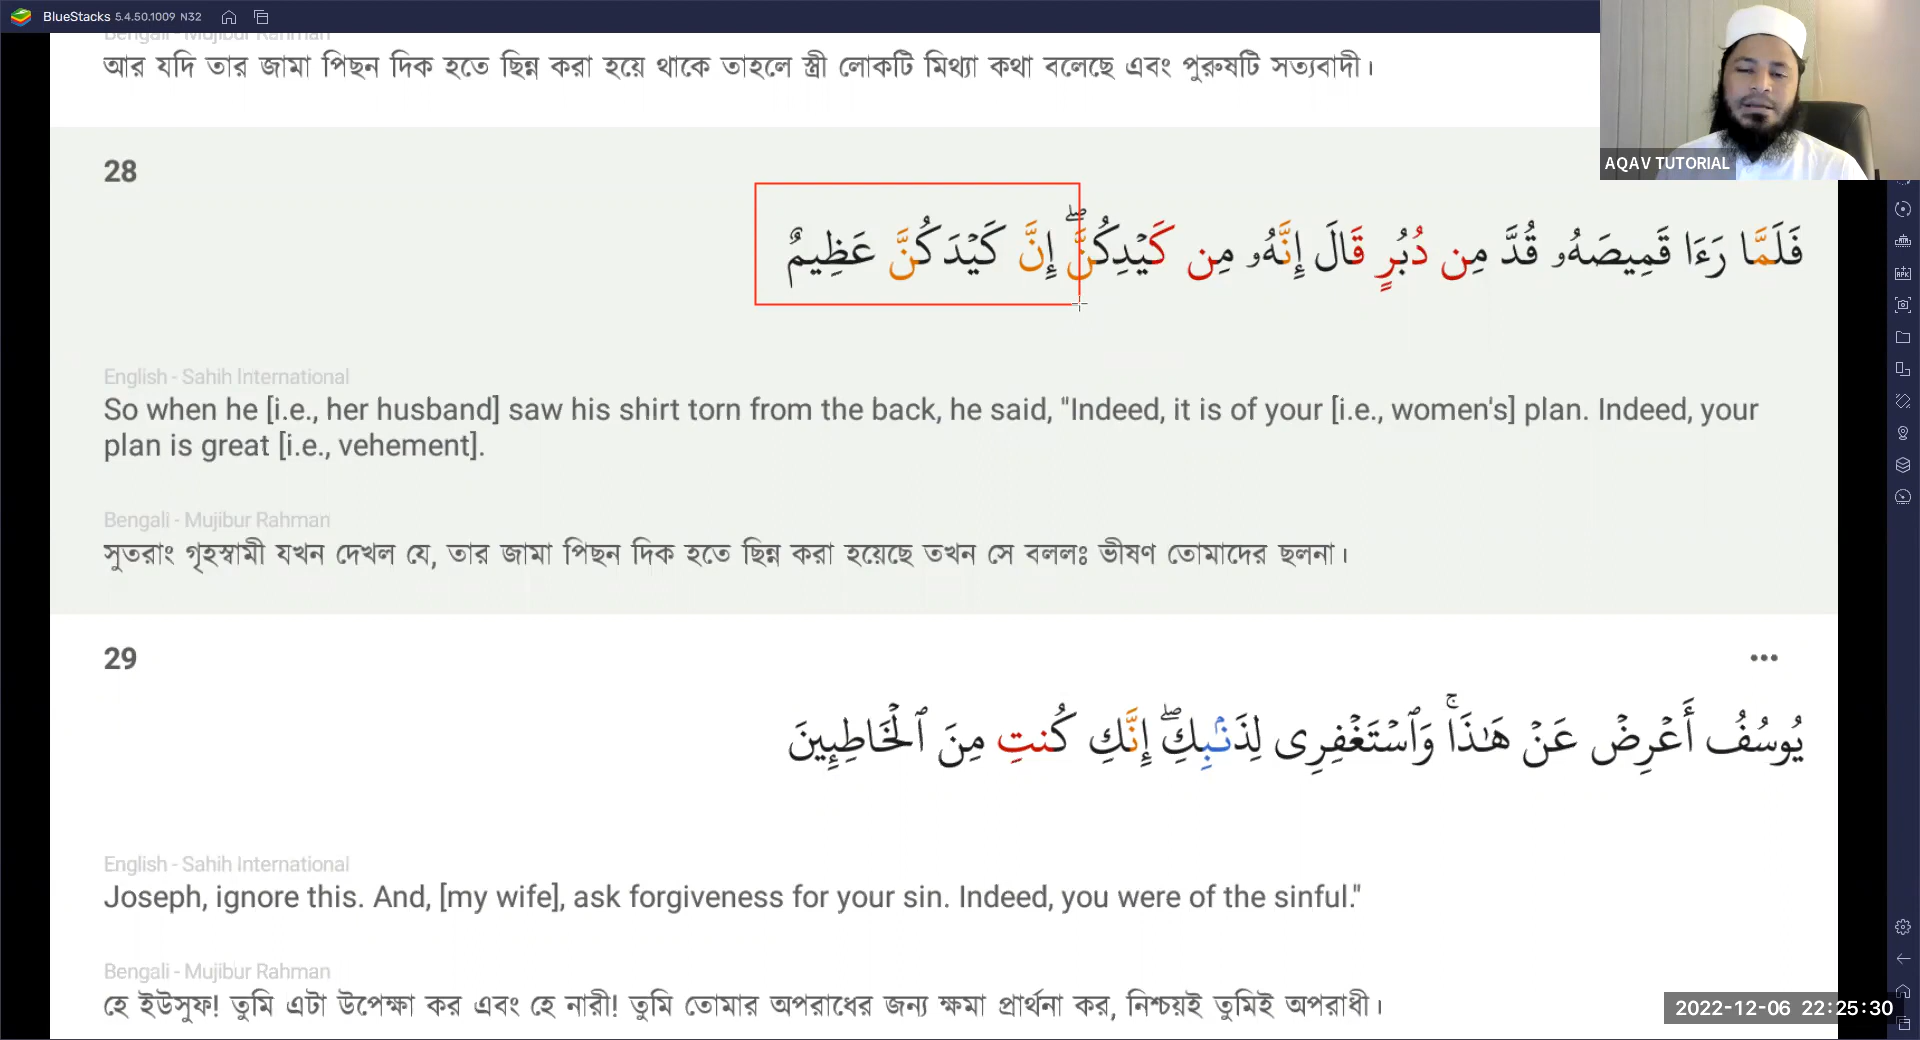 BlueStacks 5.4.50.1009 N32
Bengali - Mujibur Rahman
আর যদি তার জামা পিছন দিক হতে ছিন্ন করা হয়ে থাকে তাহলে স্ত্রী লোকটি মিথ্যা কথা বলেছে এবং পুরুষটি সত্যবাদী।
AQAV TUTORIAL
28
فَلَمَّا رَءَا قَمِيصَهُۥ قُدَّ مِن دُبُرٍ قَالَ إِنَّهُۥ مِن كَيْدِكُنَّ ۖ إِنَّ كَيْدَكُنَّ عَظِيمٌ
English - Sahih International
So when he [i.e., her husband] saw his shirt torn from the back, he said, "Indeed, it is of your [i.e., women's] plan. Indeed, your
plan is great [i.e., vehement].
Bengali - Mujibur Rahman
সুতরাং গৃহস্বামী যখন দেখল যে, তার জামা পিছন দিক হতে ছিন্ন করা হয়েছে তখন সে বললঃ ভীষণ তোমাদের ছলনা।
29
يُوسُفُ أَعْرِضْ عَنْ هَـٰذَا ۚ وَٱسْتَغْفِرِى لِذَنۢبِكِ ۖ إِنَّكِ كُنتِ مِنَ ٱلْخَاطِـِٔينَ
English - Sahih International
Joseph, ignore this. And, [my wife], ask forgiveness for your sin. Indeed, you were of the sinful."
Bengali - Mujibur Rahman
হে ইউসুফ! তুমি এটা উপেক্ষা কর এবং হে নারী! তুমি তোমার অপরাধের জন্য ক্ষমা প্রার্থনা কর, নিশ্চয়ই তুমিই অপরাধী।
2022-12-06 22:25:30